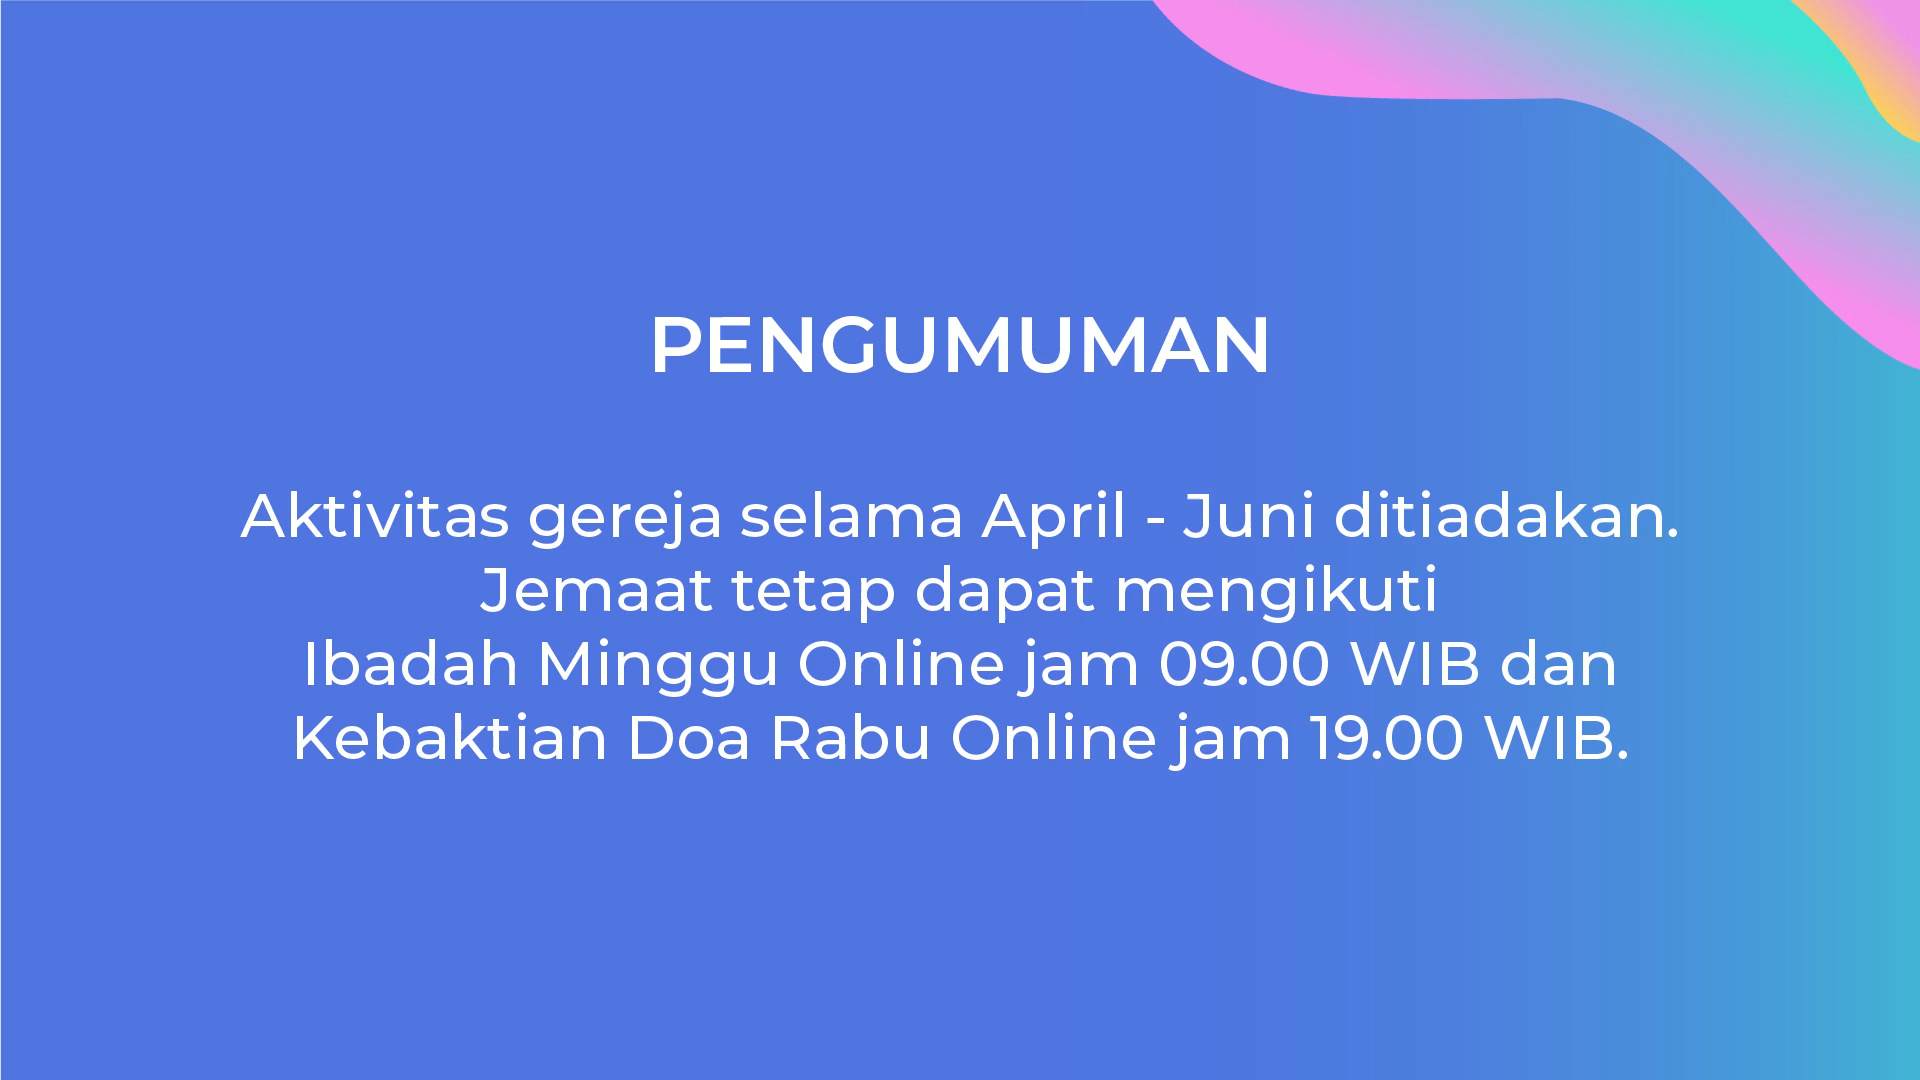 PENGUMUMAN
Aktivitas gereja selama April - Juni ditiadakan.
Jemaat tetap dapat mengikuti
Ibadah Minggu Online jam 09.00 WIB dan
Kebaktian Doa Rabu Online jam 19.00 WIB.